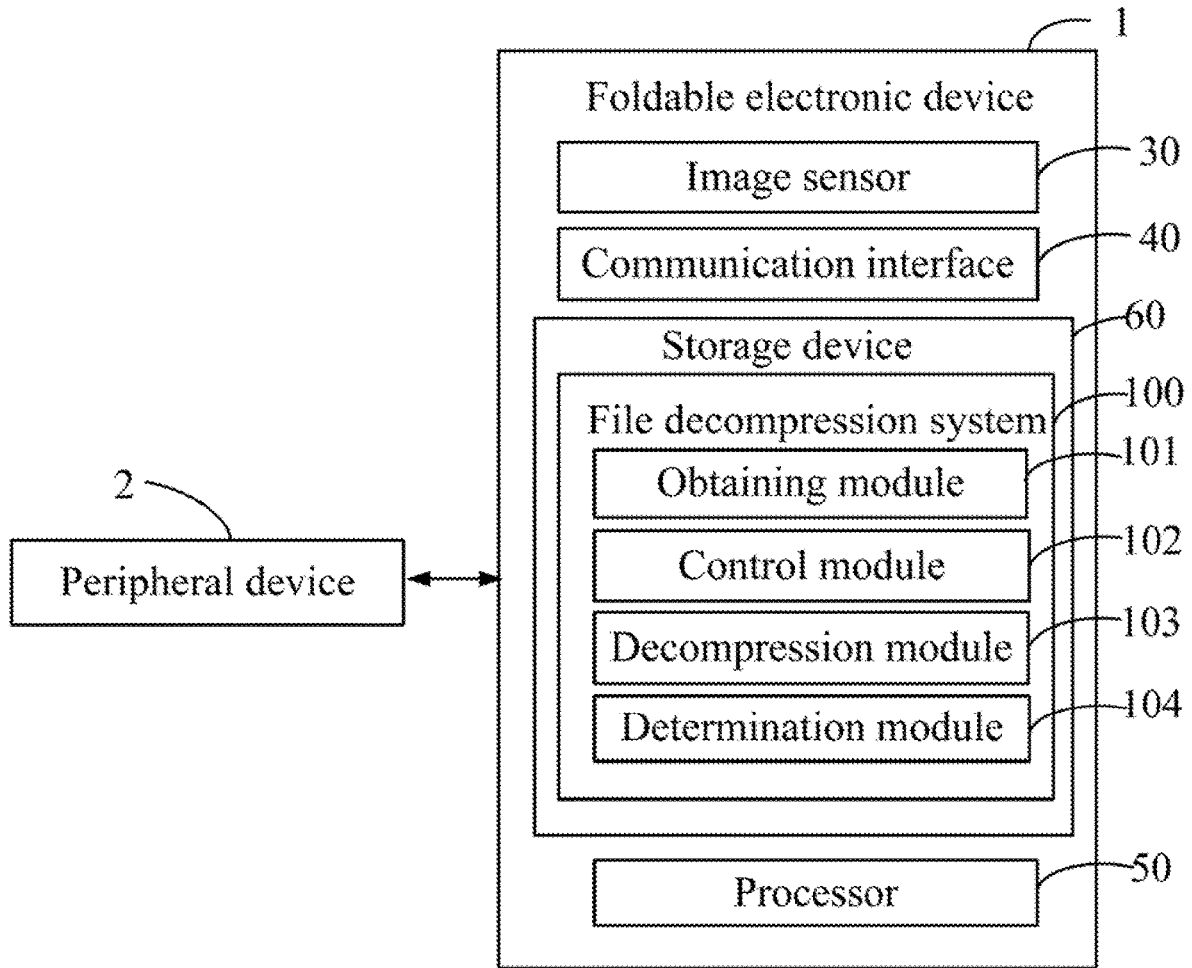 1
Foldable electronic device
30
Image sensor
40
Communication interface
60
Storage device
100
File decompression system
101
Obtaining module
2
102
Peripheral device
Control module
103
Decompression module
104
Determination module
50
Processor